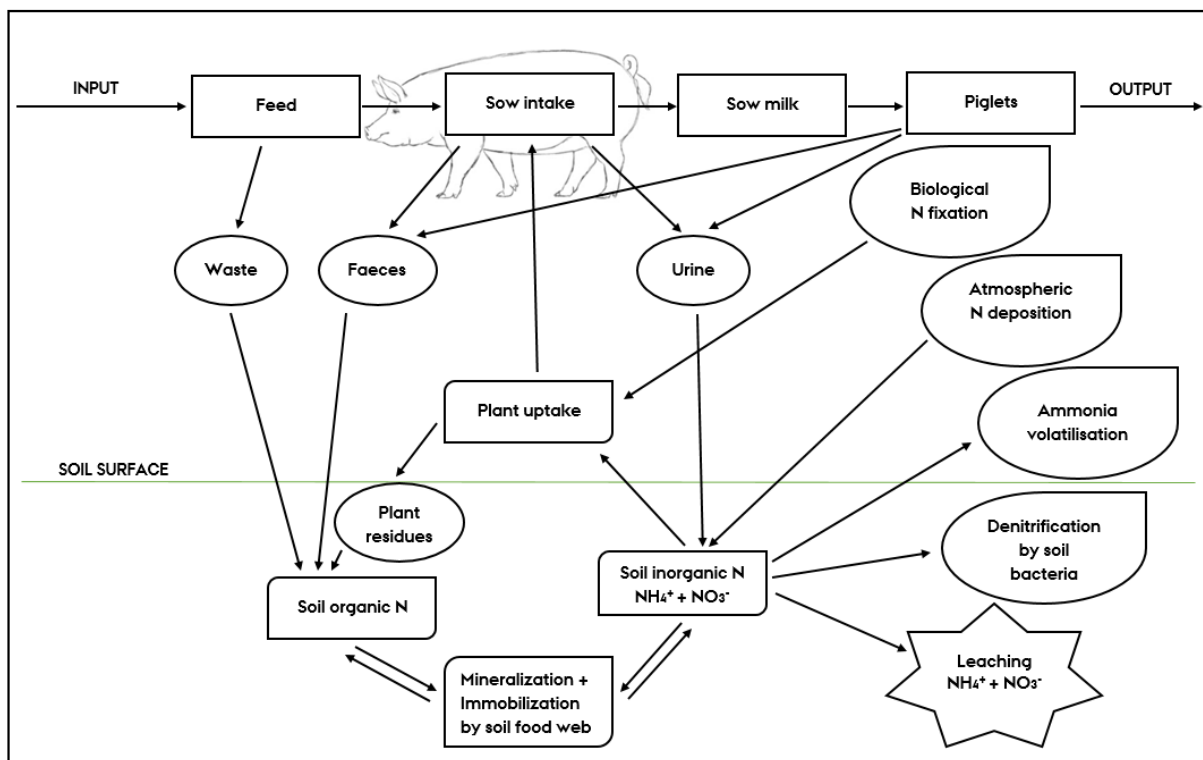 INPUT
Feed
Sow intake
Sow milk
Piglets
OUTPUT
Biological
N fixation
Waste
Faeces
Urine
Atmospheric
N deposition
Plant uptake
Ammonia
volatilisation
SOIL SURFACE
Plant
residues
Denitrification
by soil
bacteria
Soil organic N
Soil inorganic N
NH₄⁺ + NO₃⁻
Mineralization +
Immobilization
by soil food web
Leaching
NH₄⁺ + NO₃⁻